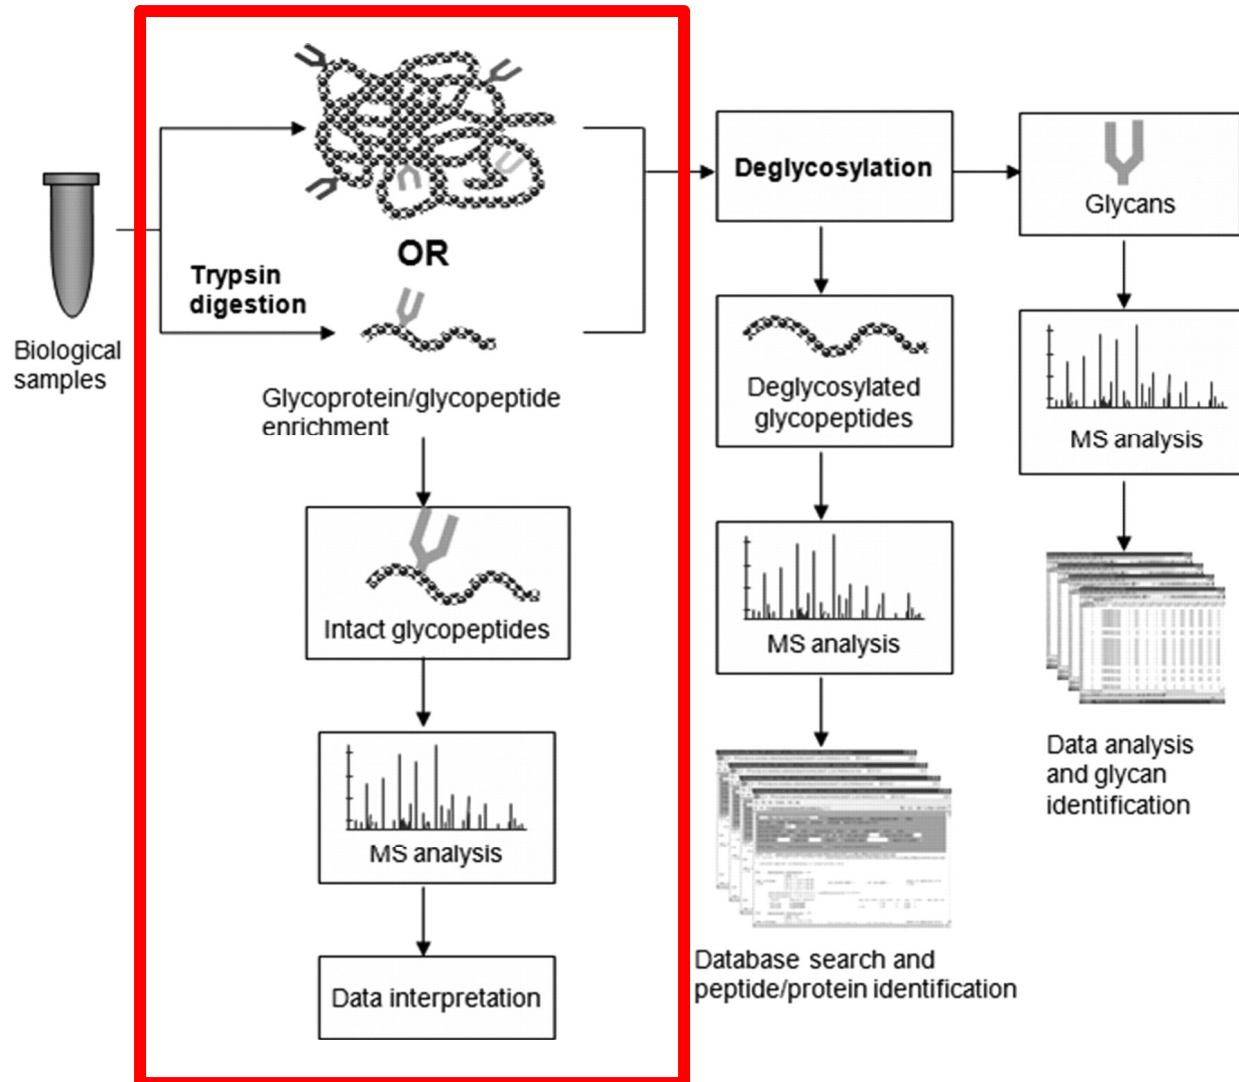 Biological
samples
Trypsin
digestion
OR
Glycoprotein/glycopeptide
enrichment
Intact glycopeptides
MS analysis
Data interpretation
Deglycosylation
Deglycosylated
glycopeptides
MS analysis
Database search and
peptide/protein identification
Glycans
MS analysis
Data analysis
and glycan
identification